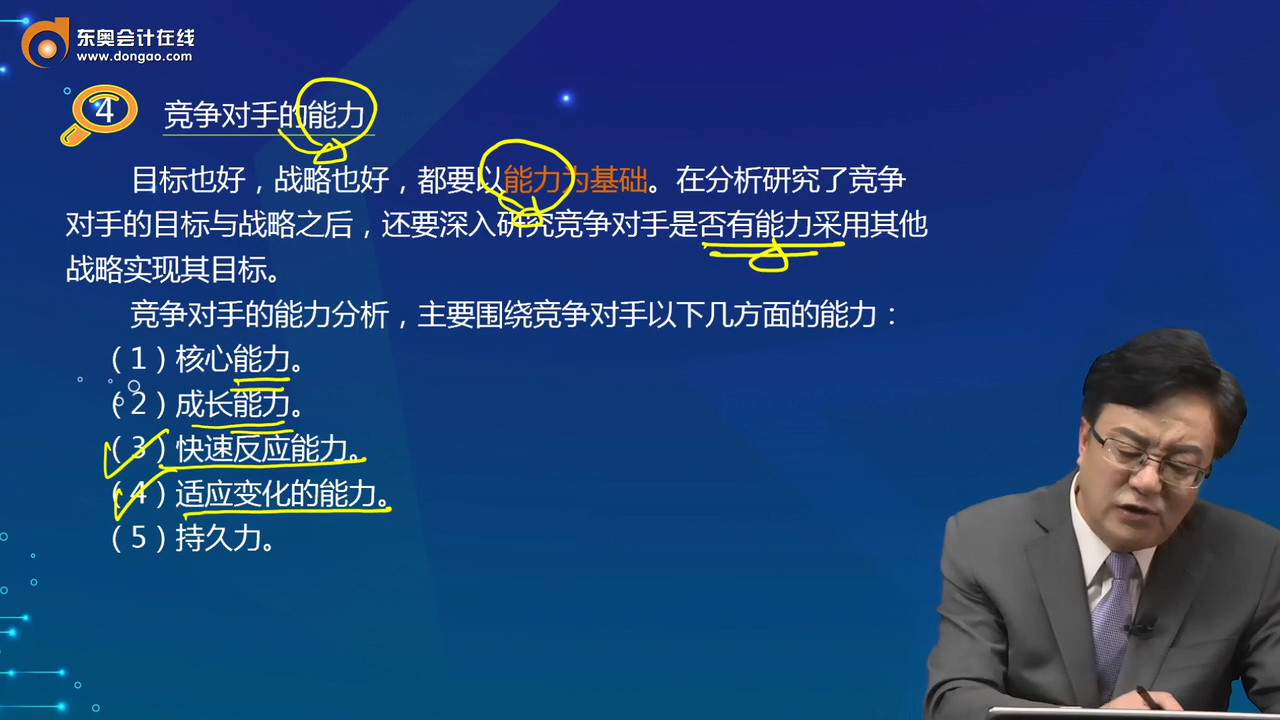 东奥会计在线
www.dongao.com
4 竞争对手的能力
目标也好，战略也好，都要以能力为基础。在分析研究了竞争
对手的目标与战略之后，还要深入研究竞争对手是否有能力采用其他
战略实现其目标。
竞争对手的能力分析，主要围绕竞争对手以下几方面的能力：
（1）核心能力。
（2）成长能力。
（3）快速反应能力。
（4）适应变化的能力。
（5）持久力。